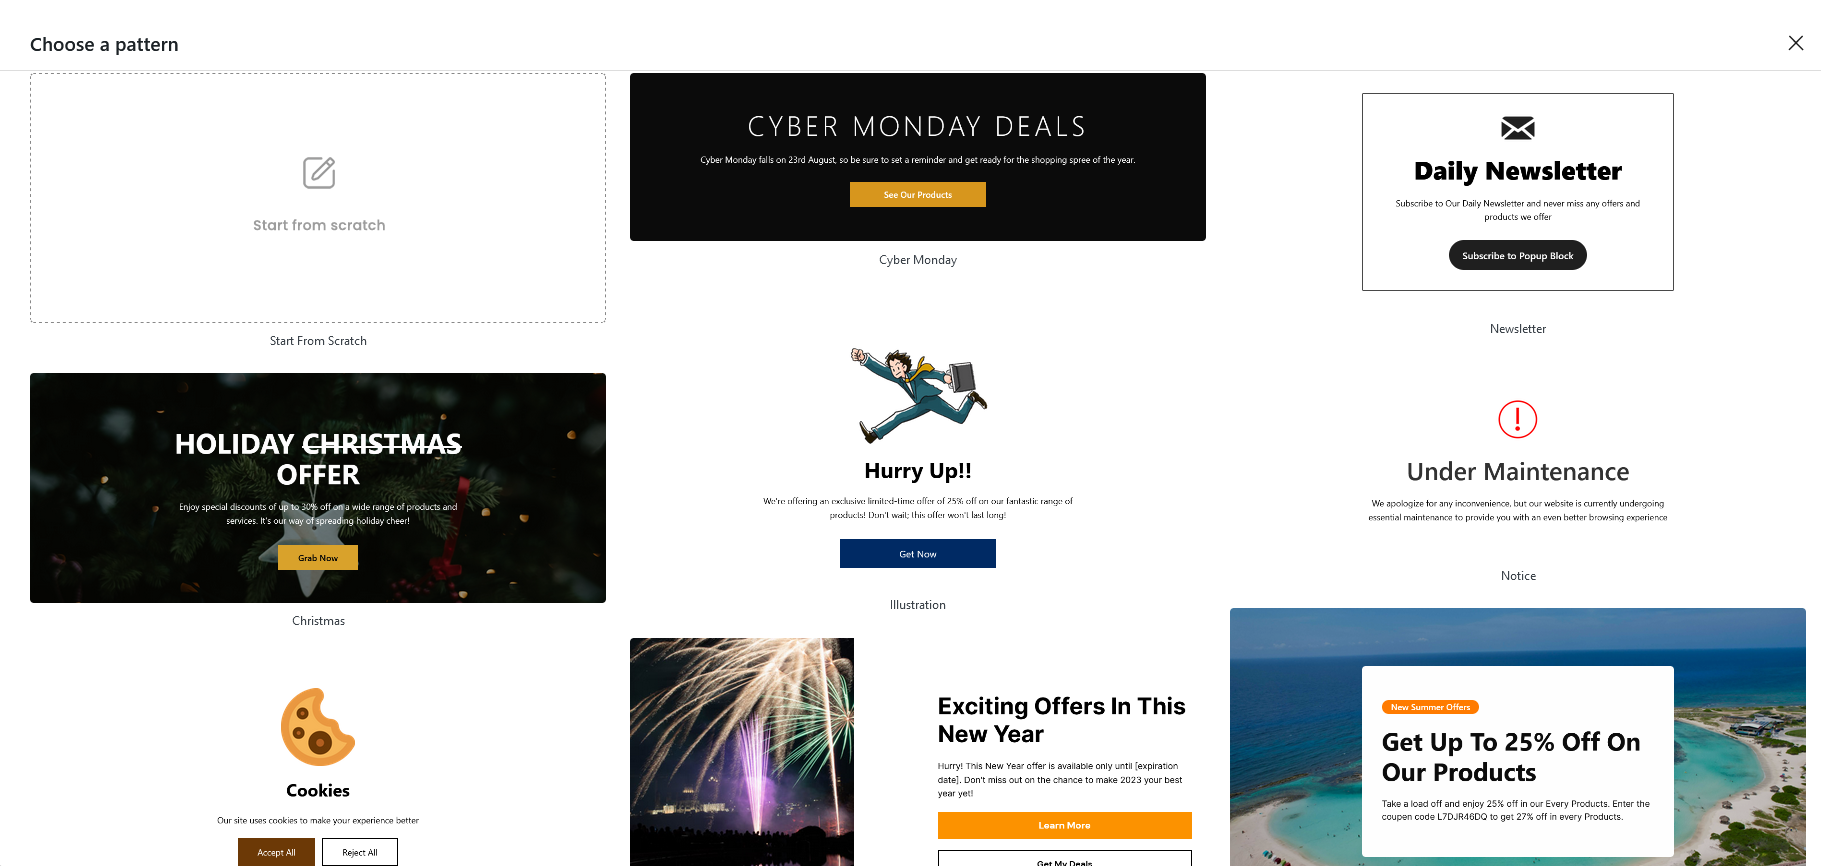 Choose a pattern
Start from scratch
Start From Scratch
CYBER MONDAY DEALS
Cyber Monday falls on 23rd August, so be sure to set a reminder and get ready for the shopping spree of the year.
See Our Products
Cyber Monday
Daily Newsletter
Subscribe to Our Daily Newsletter and never miss any offers and
products we offer
Subscribe to Popup Block
Newsletter
HOLIDAY CHRISTMAS
OFFER
Enjoy special discounts of up to 30% off on a wide range of products and
services. It's our way of spreading holiday cheer!
Grab Now
Christmas
Hurry Up!!
We're offering an exclusive limited-time offer of 25% off on our fantastic range of
products! Don't wait; this offer won't last long!
Get Now
Illustration
Under Maintenance
We apologize for any inconvenience, but our website is currently undergoing
essential maintenance to provide you with an even better browsing experience
Notice
Cookies
Our site uses cookies to make your experience better
Accept All
Reject All
Exciting Offers In This
New Year
Hurry! This New Year offer is available only until [expiration
date]. Don't miss out on the chance to make 2023 your best
year yet!
Learn More
Get My Deals
New Summer Offers
Get Up To 25% Off On
Our Products
Take a load off and enjoy 25% off in our Every Products. Enter the
coupon code L7DJR46DQ to get 27% off in every Products.